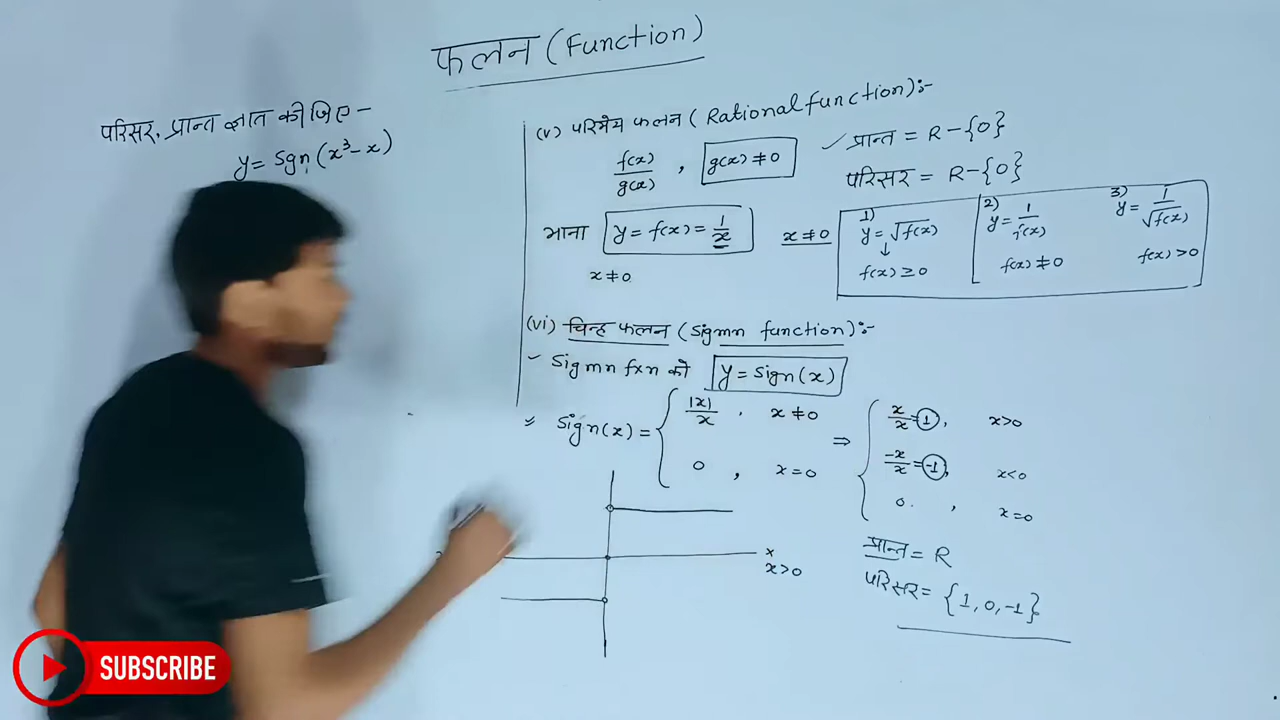 फलन (Function)
परिसर, प्रान्त ज्ञात कीजिए –
y = Sgn (x³ – x)
(v) परिमेय फलन (Rational function) :-
f(x)/g(x) , g(x) ≠ 0
✓ प्रान्त = R – {0}
परिसर = R – {0}
माना y = f(x) = 1/x x ≠ 0
x ≠ 0.
1) y = √f(x)
↓
f(x) ≥ 0
2) y = 1/f(x)
f(x) ≠ 0
3) y = 1/√f(x)
f(x) > 0
(vi) चिन्ह फलन (Sigmn function) :-
Sigmn fxn को y = Sign(x)
Sign(x) = { |x|/x , x ≠ 0 ⇒ { x/x = 1, x>0
0 , x = 0
-x/x = -1, x<0
0. , x=0
x
x>0
प्रान्त = R
परिसर = {1, 0, -1}
SUBSCRIBE